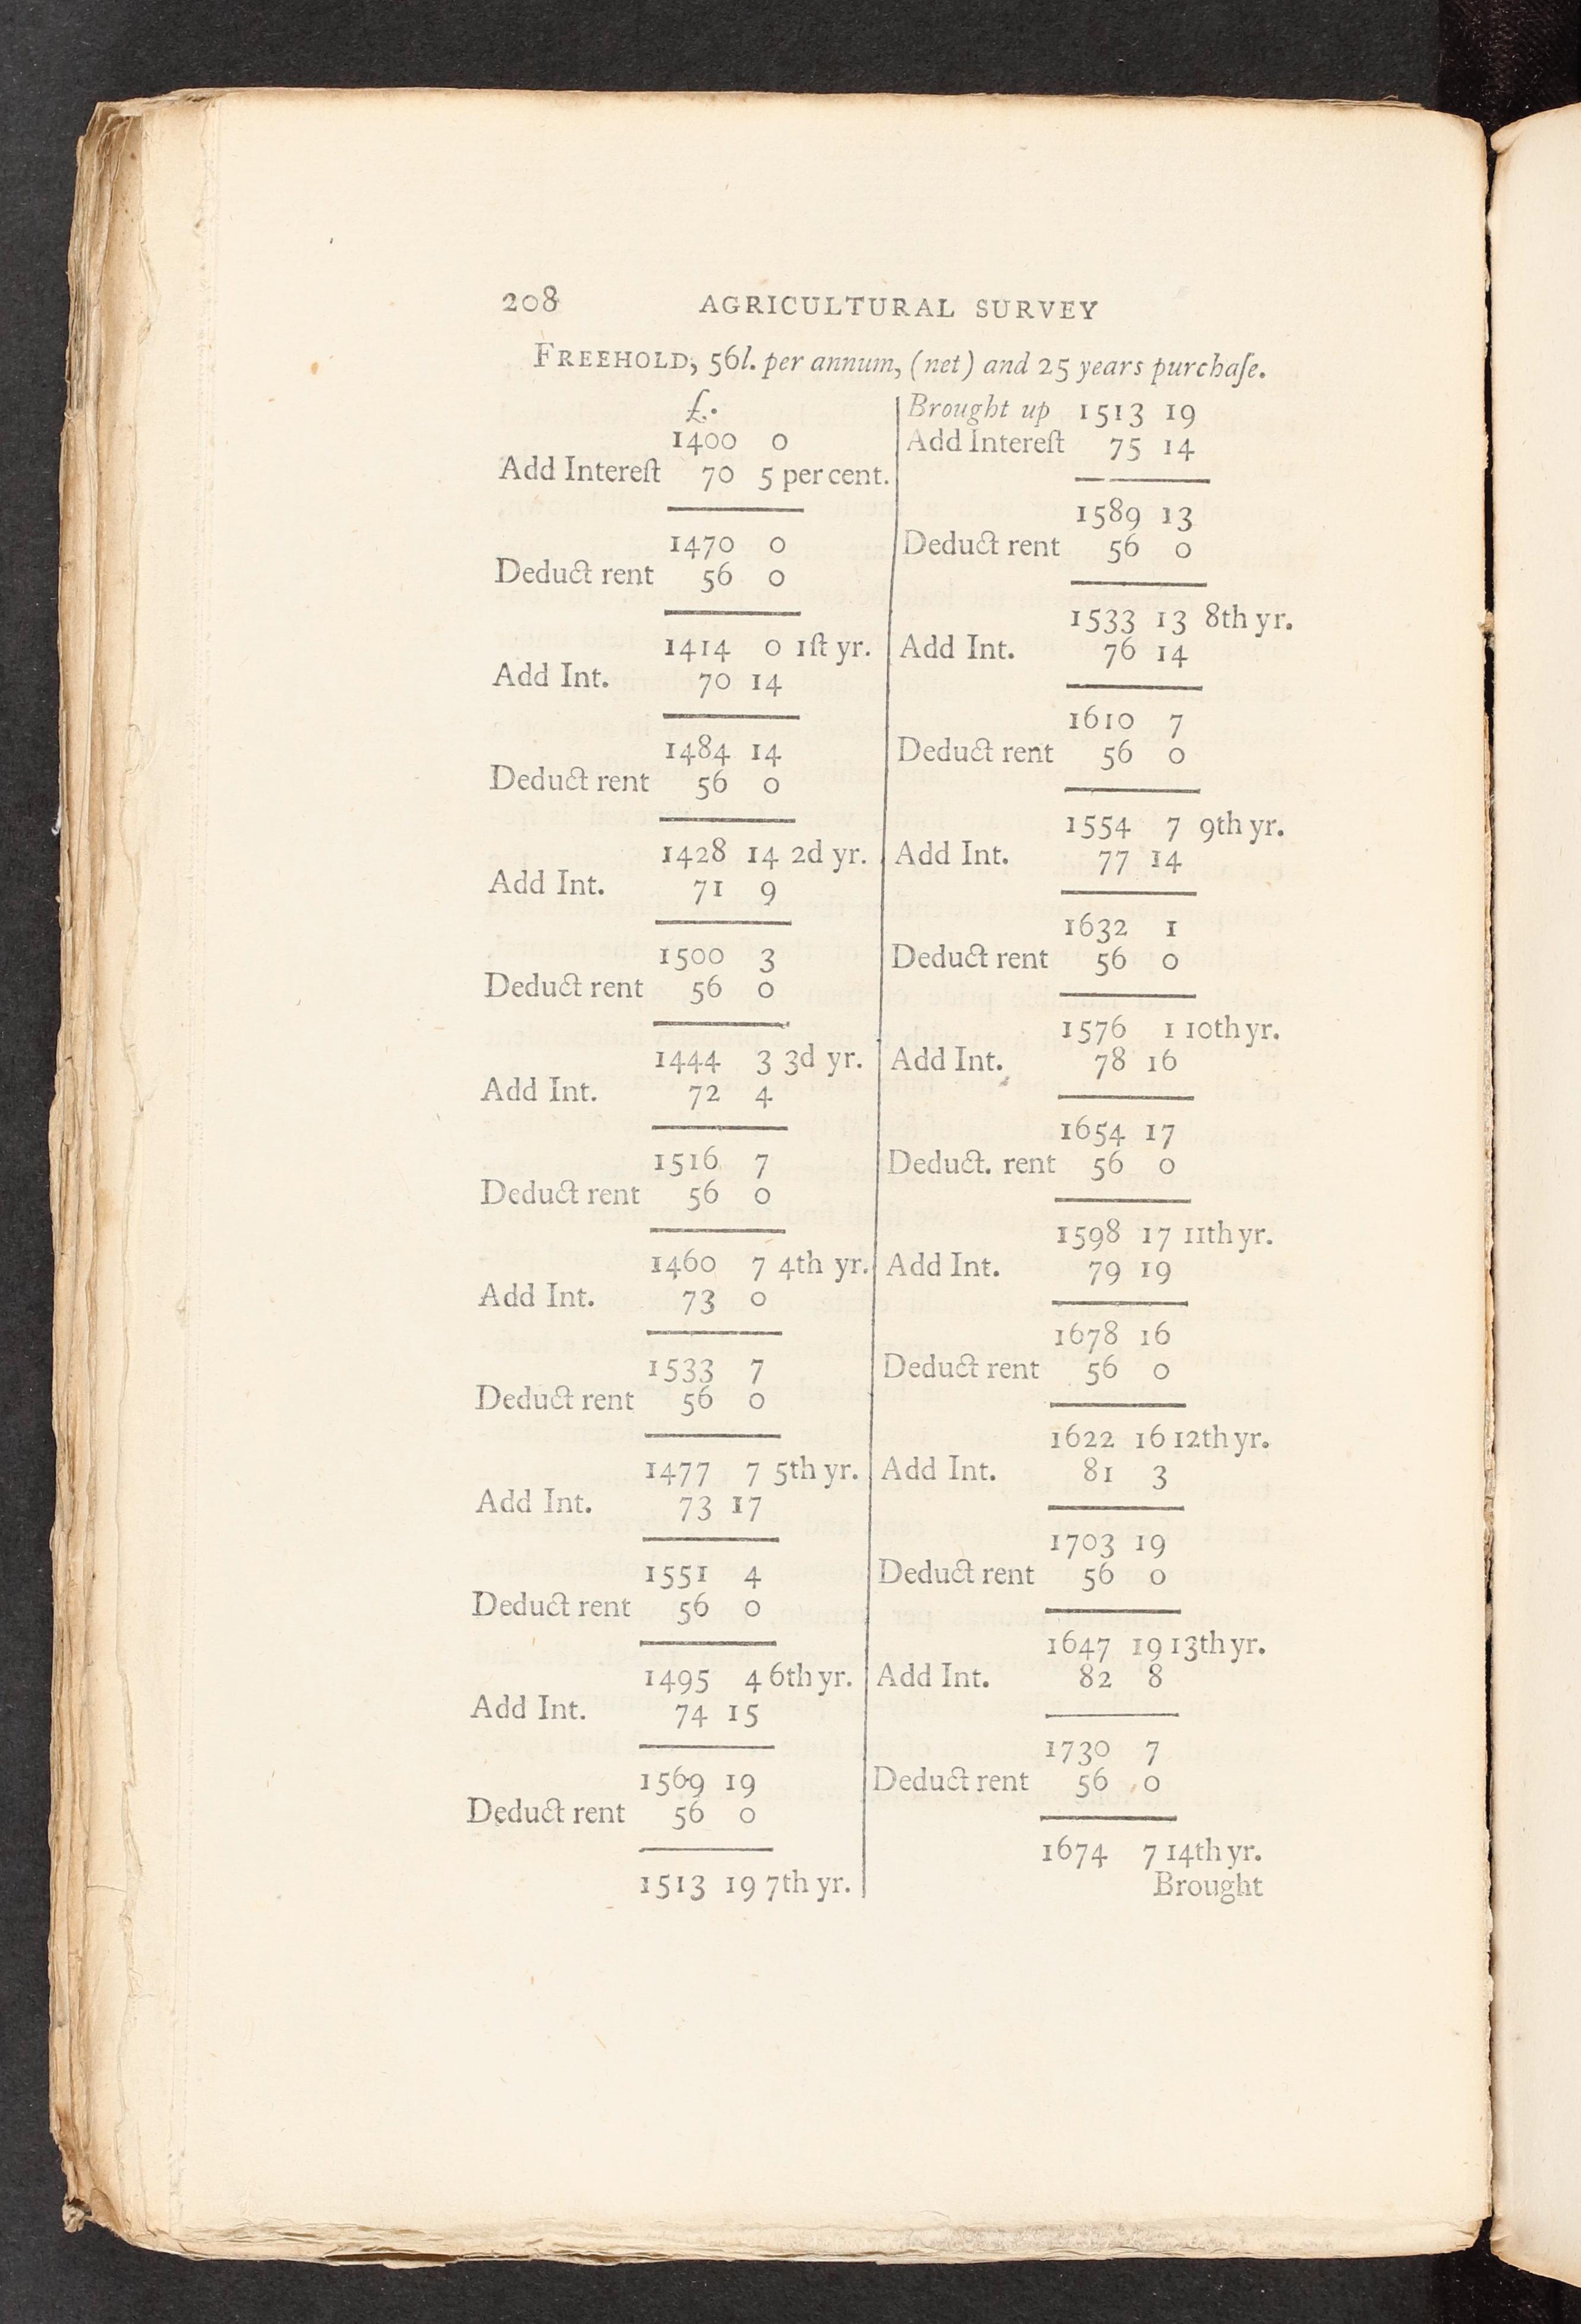 208 AGRICULTURAL SURVEY
FREEHOLD, 56l. per annum, (net) and 25 years purchaſe.
£.
1400 0
Add Intereſt 70 5 per cent.
1470 0
Deduct rent 56 0
1414 0 1ſt yr.
Add Int. 70 14
1484 14
Deduct rent 56 0
1428 14 2d yr.
Add Int. 71 9
1500 3
Deduct rent 56 0
1444 3 3d yr.
Add Int. 72 4
1516 7
Deduct rent 56 0
1460 7 4th yr.
Add Int. 73 0
1533 7
Deduct rent 56 0
1477 7 5th yr.
Add Int. 73 17
1551 4
Deduct rent 56 0
1495 4 6th yr.
Add Int. 74 15
1569 19
Deduct rent 56 0
1513 19 7th yr.
Brought up 1513 19
Add Intereſt 75 14
1589 13
Deduct rent 56 0
1533 13 8th yr.
Add Int. 76 14
1610 7
Deduct rent 56 0
1554 7 9th yr.
Add Int. 77 14
1632 1
Deduct rent 56 0
1576 1 10th yr.
Add Int. 78 16
1654 17
Deduct. rent 56 0
1598 17 11th yr.
Add Int. 79 19
1678 16
Deduct rent 56 0
1622 16 12th yr.
Add Int. 81 3
1703 19
Deduct rent 56 0
1647 19 13th yr.
Add Int. 82 8
1730 7
Deduct rent 56 0
1674 7 14th yr.
Brought